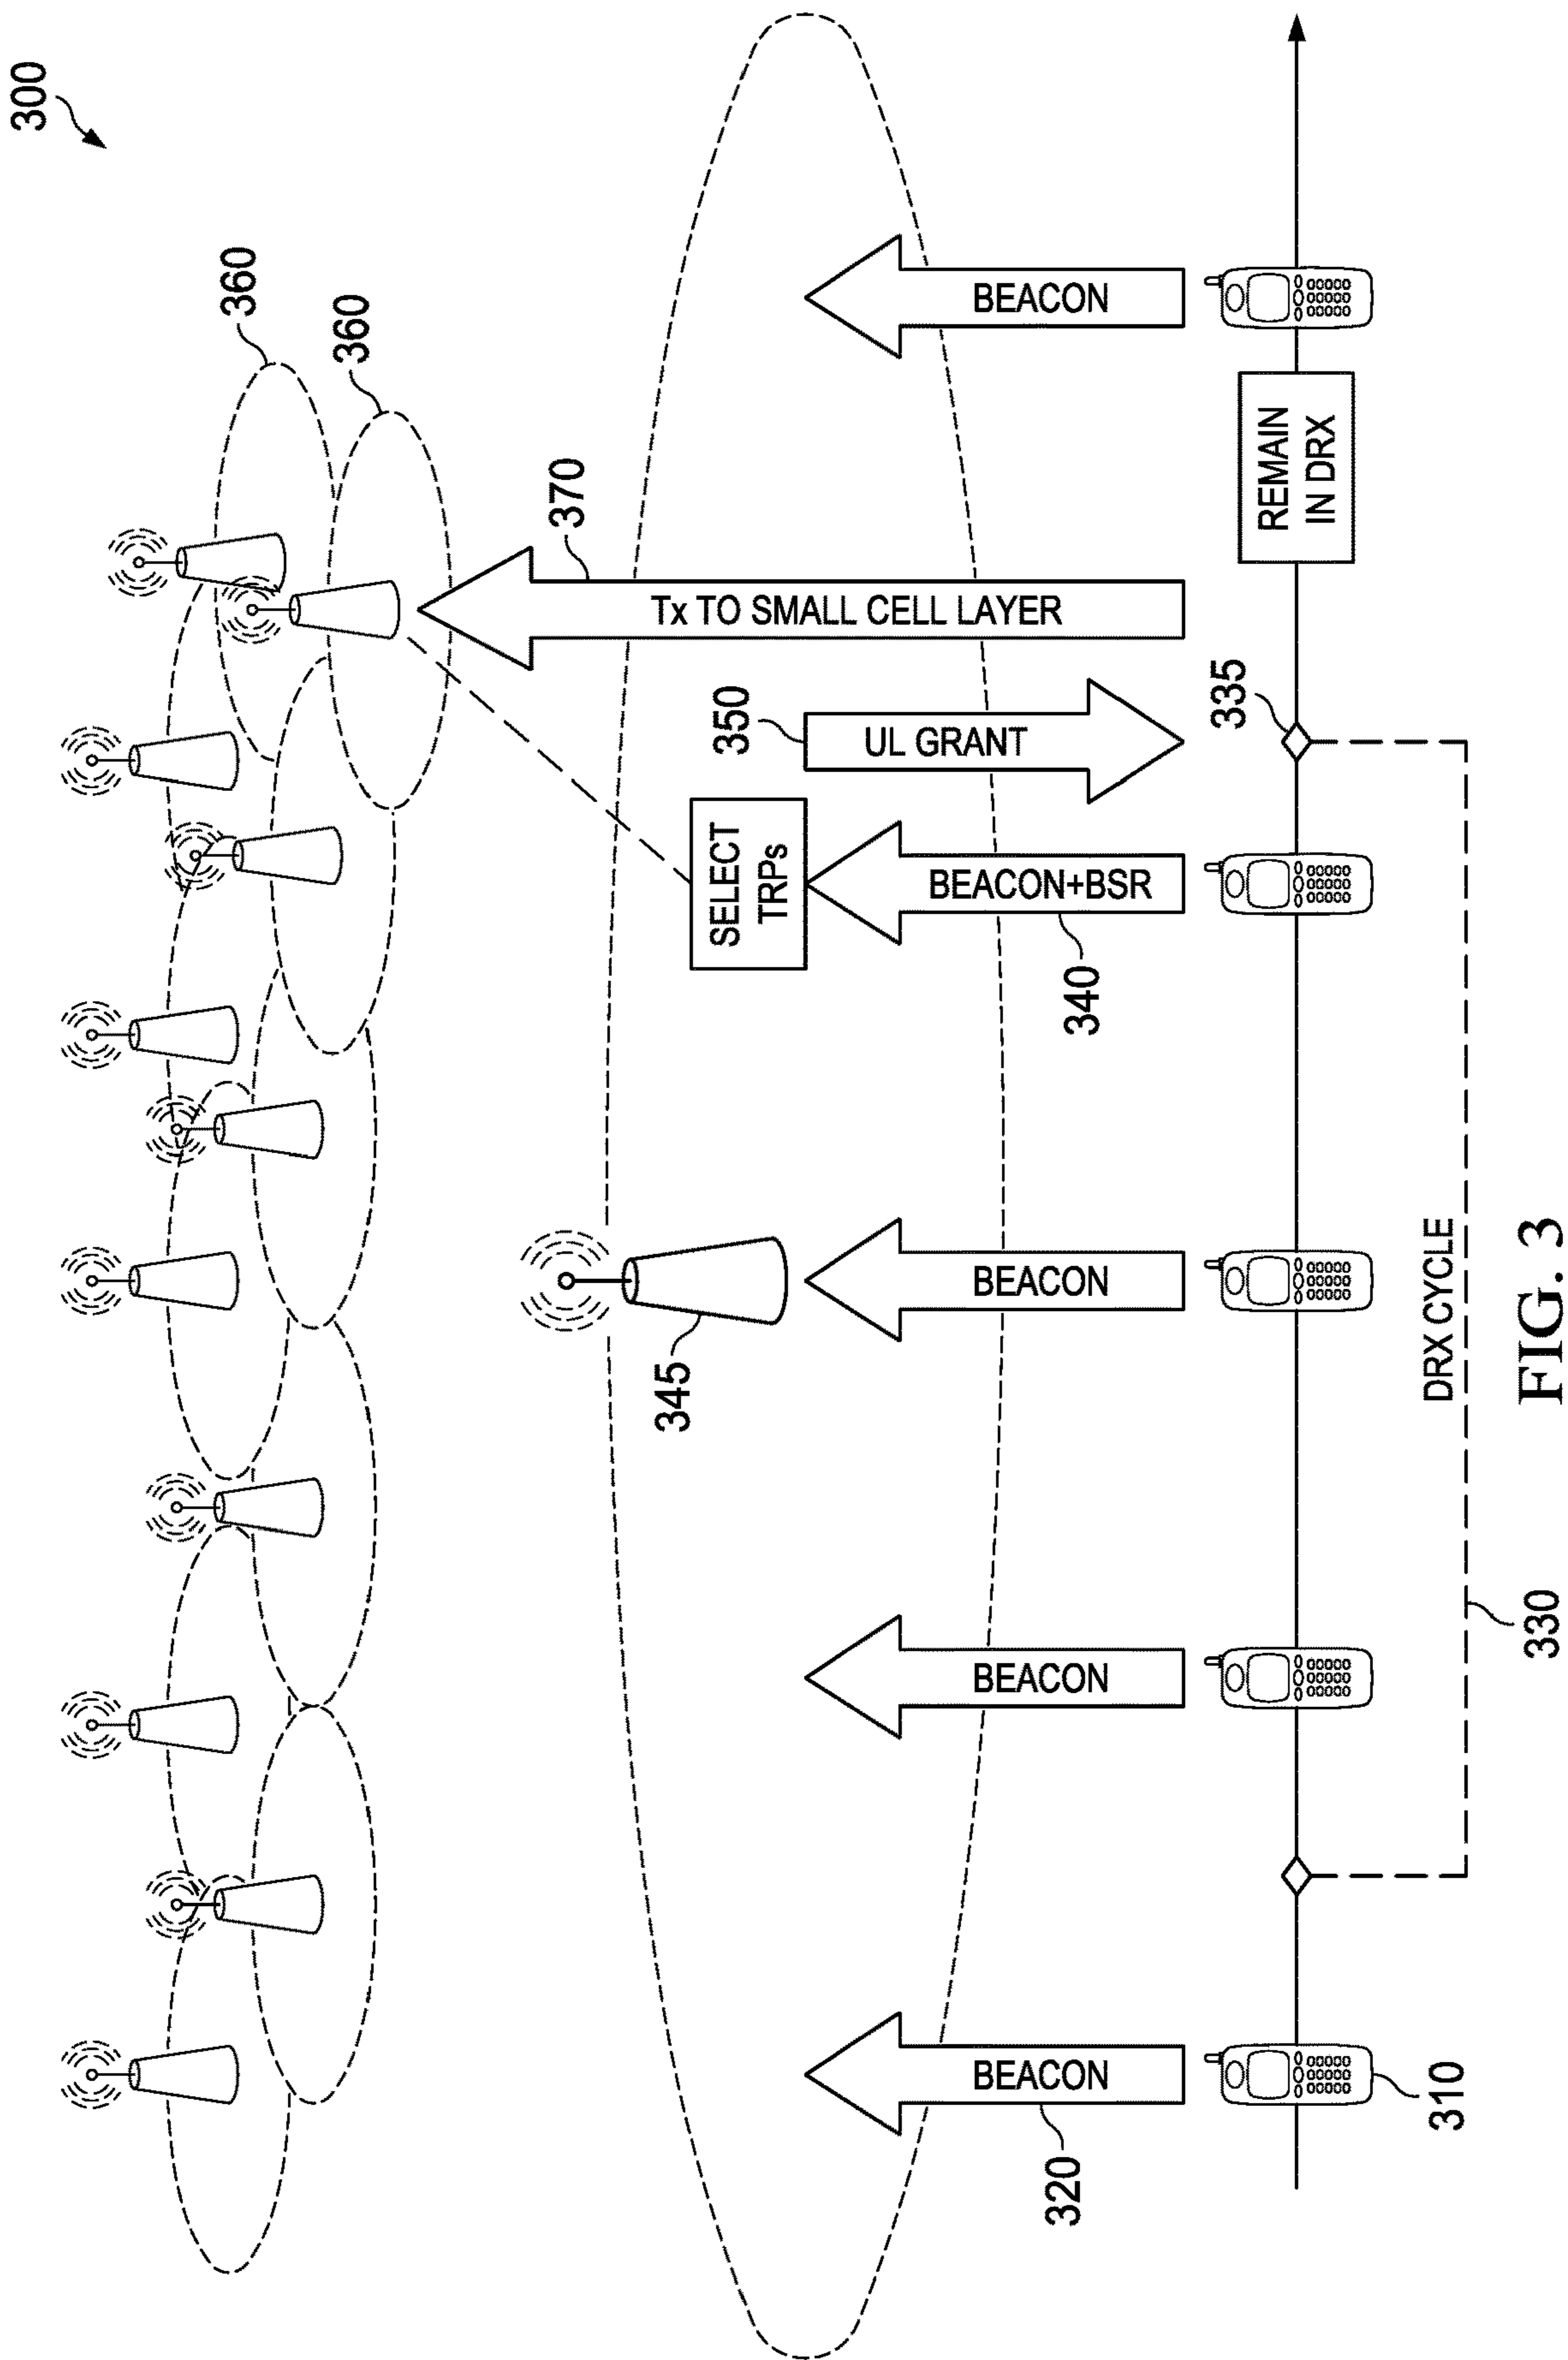 300
360
360
370
Tx TO SMALL CELL LAYER
350
UL GRANT
SELECT
TRPs
345
BEACON
320
BEACON
BEACON
BEACON+BSR
340
BEACON
335
REMAIN
IN DRX
310
DRX CYCLE
330
FIG. 3